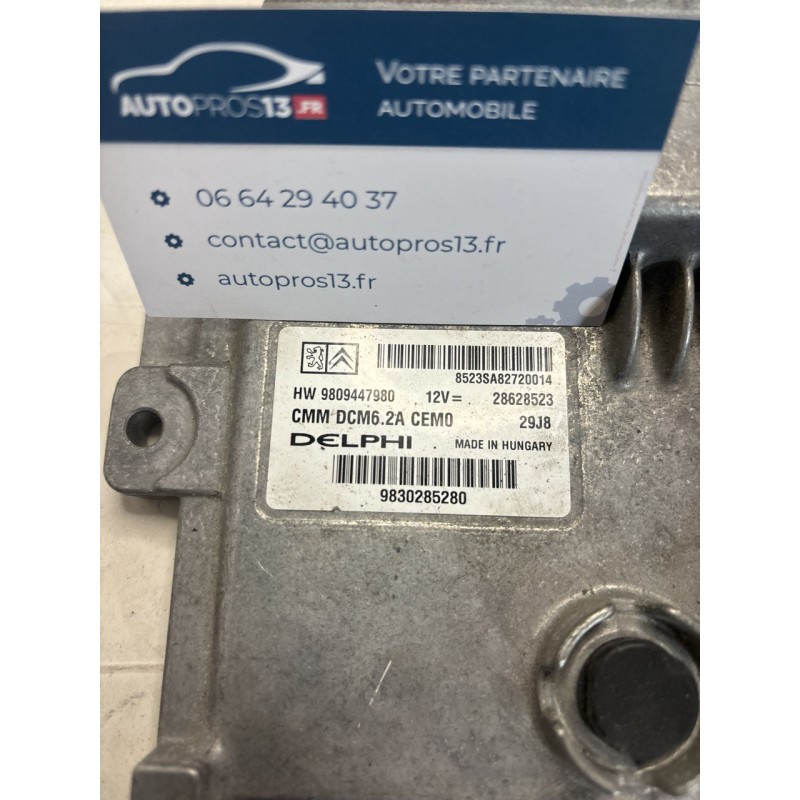 AUTOPROS13.FR
VOTRE PARTENAIRE
AUTOMOBILE
06 64 29 40 37
contact@autopros13.fr
autopros13.fr
8523SA82720014
HW 9809447980 12V= 28628523
CMM DCM6.2A CEM0 29J8
DELPHI MADE IN HUNGARY
9830285280